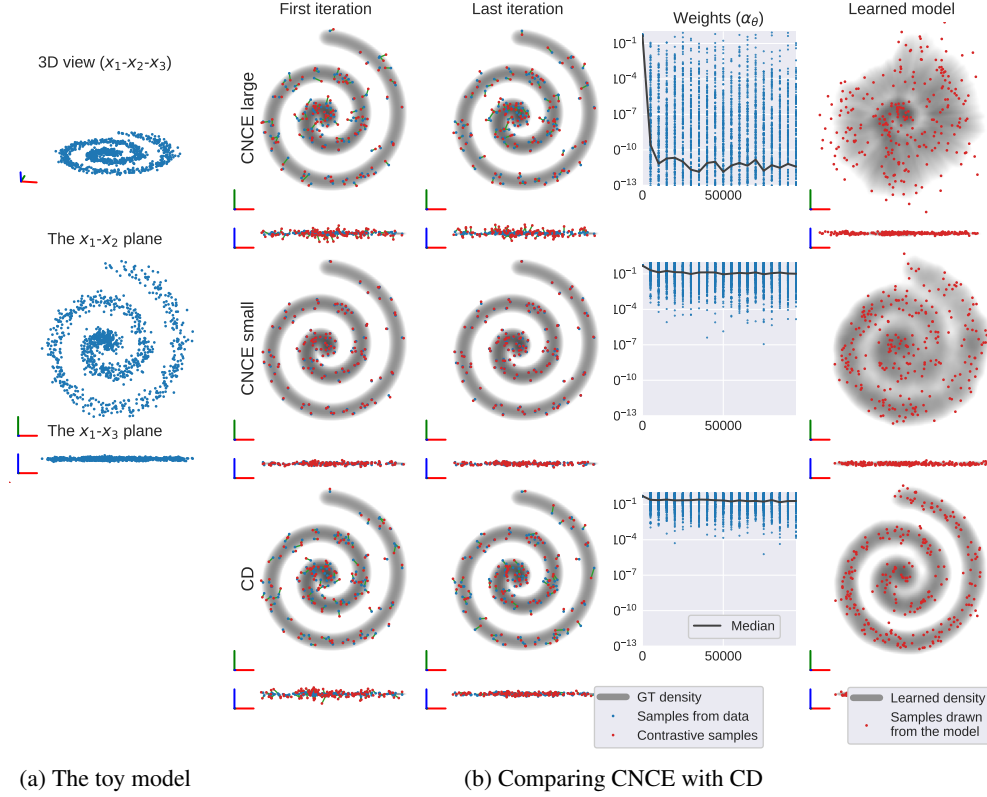 First iteration
Last iteration
Weights (αθ)
Learned model
3D view (x₁-x₂-x₃)
The x₁-x₂ plane
The x₁-x₃ plane
CNCE large
10⁻¹
10⁻⁴
10⁻⁷
10⁻¹⁰
10⁻¹³
0
50000
CNCE small
10⁻¹
10⁻⁴
10⁻⁷
10⁻¹⁰
10⁻¹³
0
50000
CD
10⁻¹
10⁻⁴
10⁻⁷
10⁻¹⁰
10⁻¹³
Median
0
50000
GT density
Samples from data
Contrastive samples
Learned density
Samples drawn
from the model
(a) The toy model
(b) Comparing CNCE with CD